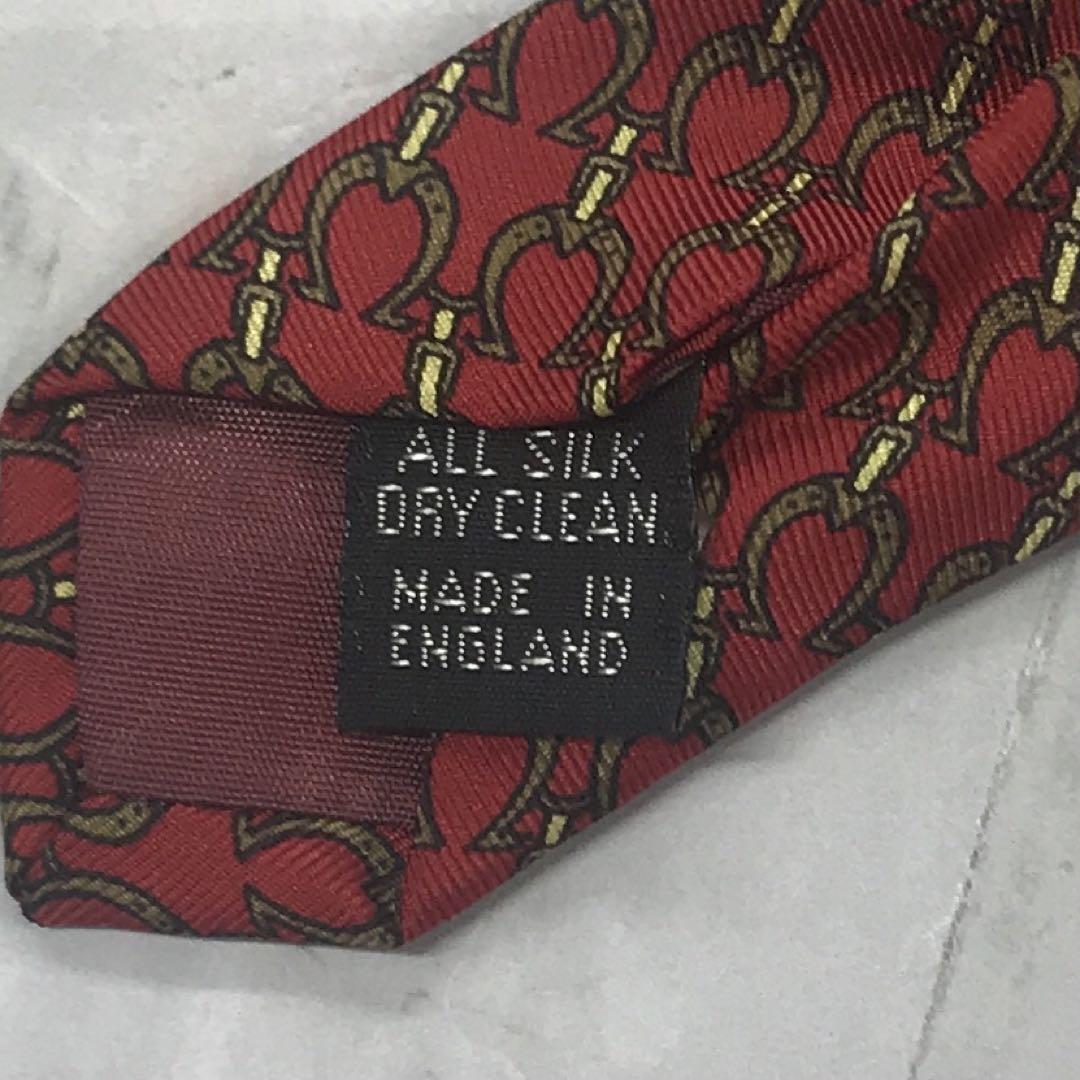 ALL SILK
DRY CLEAN.
MADE IN
ENGLAND